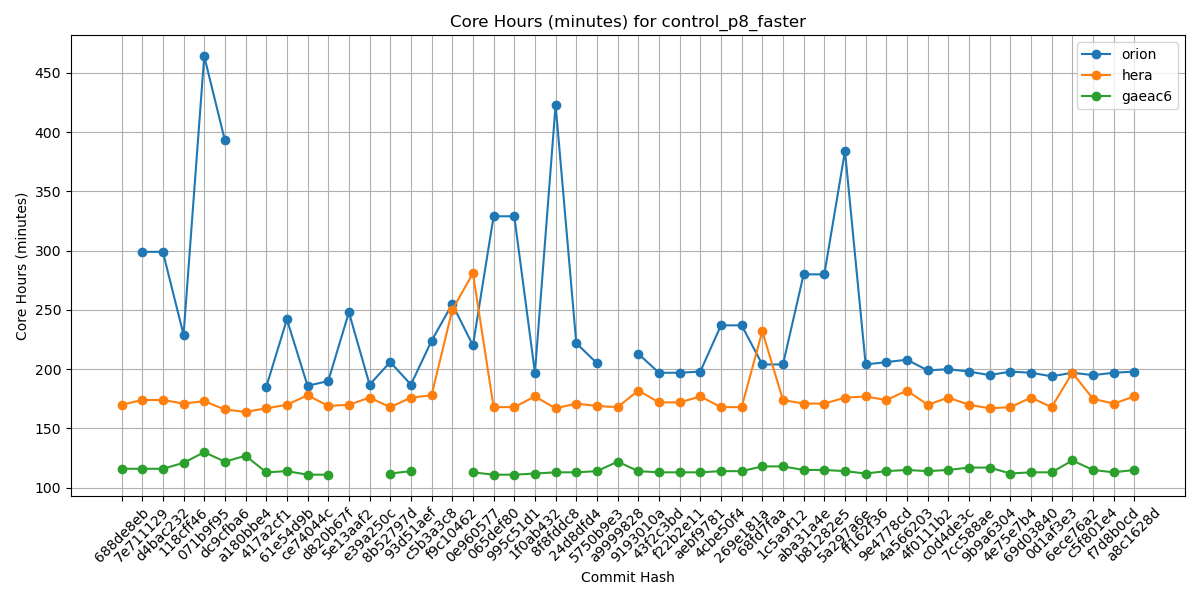 Core Hours (minutes) for control_p8_faster
orion
hera
gaeac6
Core Hours (minutes)
450
400
350
300
250
200
150
100
688de8eb
7e711129
d4bac232
118cff46
071b9f95
dc9cfba6
a180bbe4
417a2cf1
61e54d9b
ce74044c
d820b67f
5e13aaf2
e39a250c
8b52797d
93d51aef
c5b3a3c8
f9c10462
0e960577
065def80
995c51d1
1f0ab432
8f8fddc8
24d8dfd4
5750b9e3
a9999828
9193010a
43f253bd
f22b2e11
aebf9781
4cbe50f4
269e181a
68fd7faa
1c5a9f12
aba31a4e
b81282e5
5a297a6e
ff162f36
9e4778cd
4a566203
4f011b2
c0d4de3c
7cc588ae
9b9a6304
4e75e7b4
69d03840
0d1af3e3
6ece76a2
c5f801e4
f7d8b0cd
a8c1628d
Commit Hash